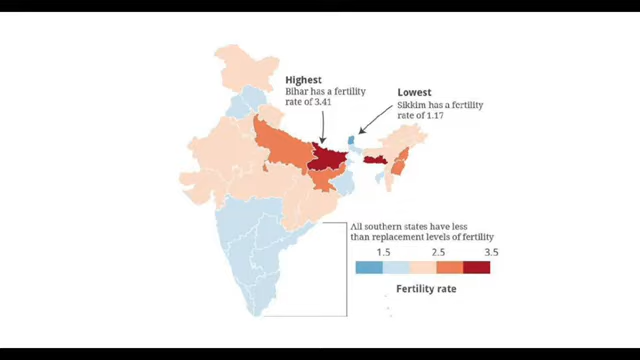 Highest
Bihar has a fertility
rate of 3.41
Lowest
Sikkim has a fertility
rate of 1.17
All southern states have less
than replacement levels of fertility
1.5 2.5 3.5
Fertility rate